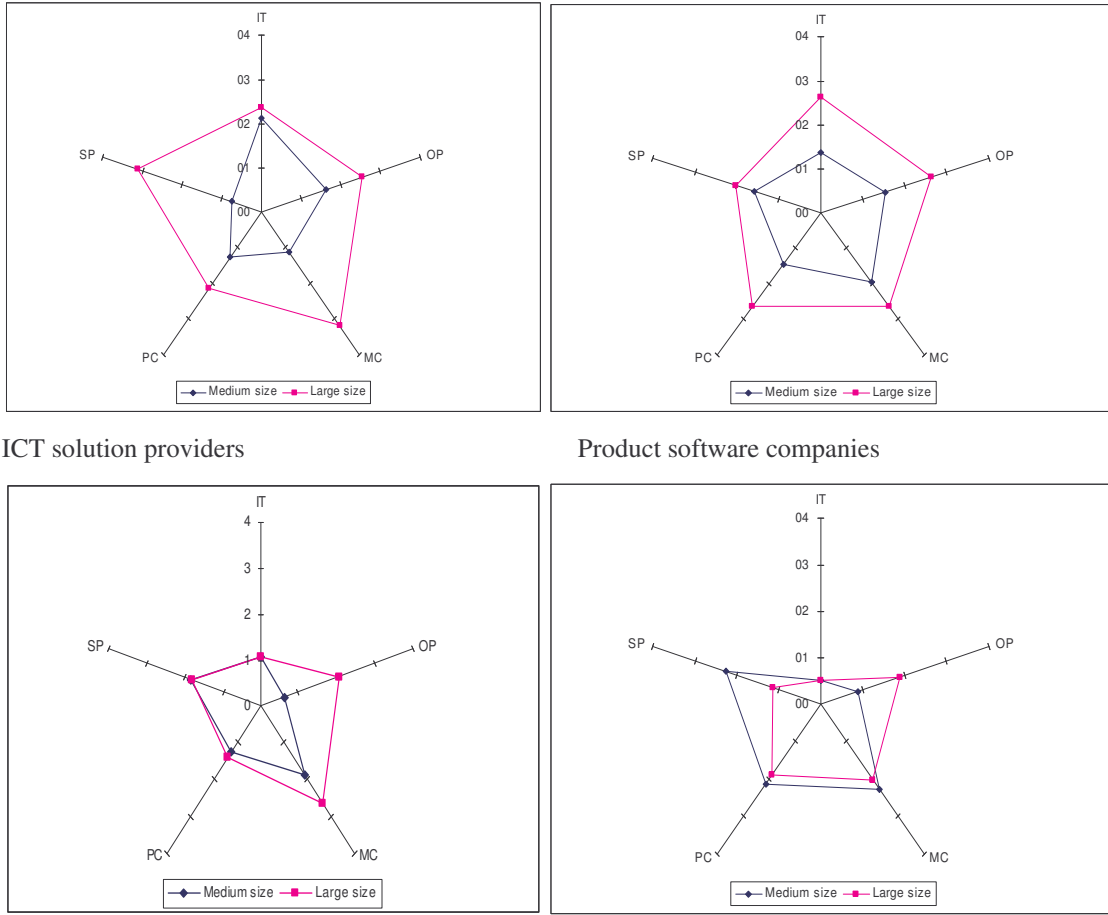 IT
04
03
02
01
00
SP
OP
PC
MC
Medium size
Large size
IT
04
03
02
01
00
SP
OP
PC
MC
Medium size
Large size
ICT solution providers
Product software companies
IT
4
3
2
1
0
SP
OP
PC
MC
Medium size
Large size
IT
04
03
02
01
00
SP
OP
PC
MC
Medium size
Large size